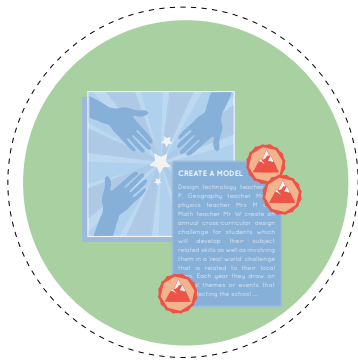 CREATE A MODEL
Design technology teacher
P, Geography teacher
physics teacher Mrs M
Math teacher Mr W create an
annual cross-curricular design
challenge for students which
will develop their subject
related skills as well as involving
them in a 'real-world' challenge
that is related to their local
Each year they draw on
themes or events that
the school ...